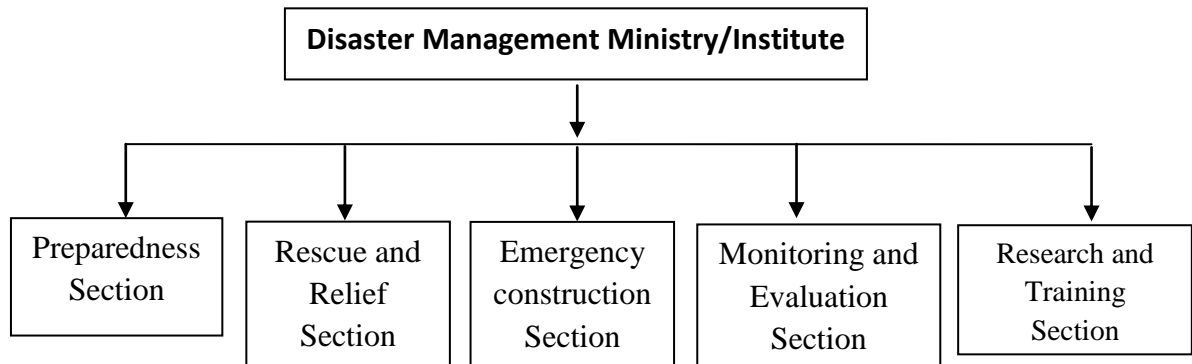 Disaster Management Ministry/Institute
Preparedness
Section
Rescue and
Relief
Section
Emergency
construction
Section
Monitoring and
Evaluation
Section
Research and
Training
Section